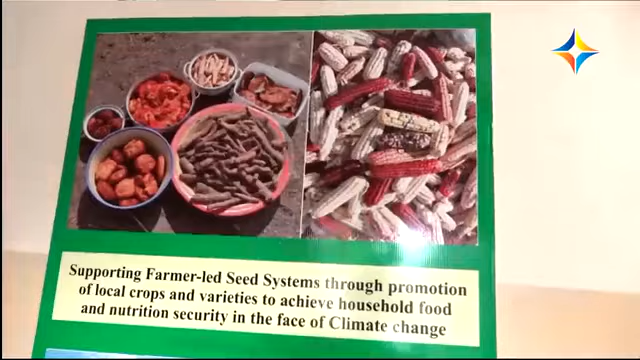 Supporting Farmer-led Seed Systems through promotion
of local crops and varieties to achieve household food
and nutrition security in the face of Climate change